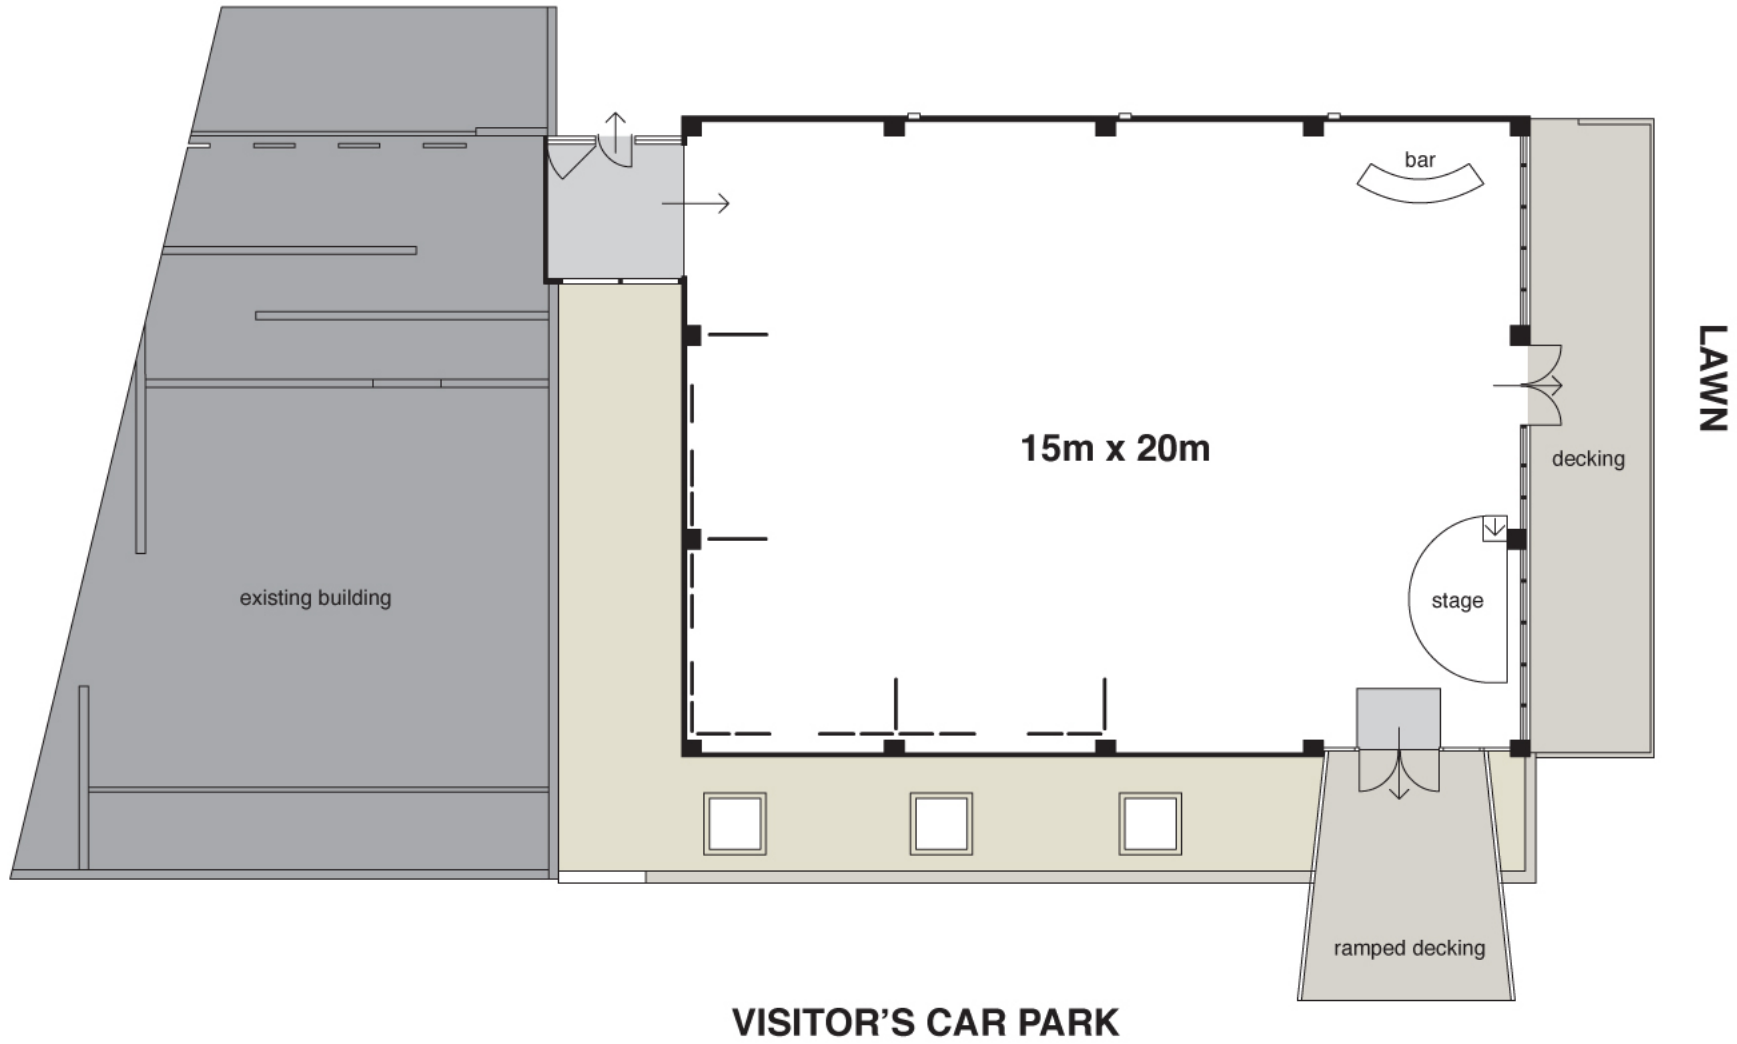 bar
LAWN
15m x 20m
decking
existing building
stage
ramped decking
VISITOR’S CAR PARK